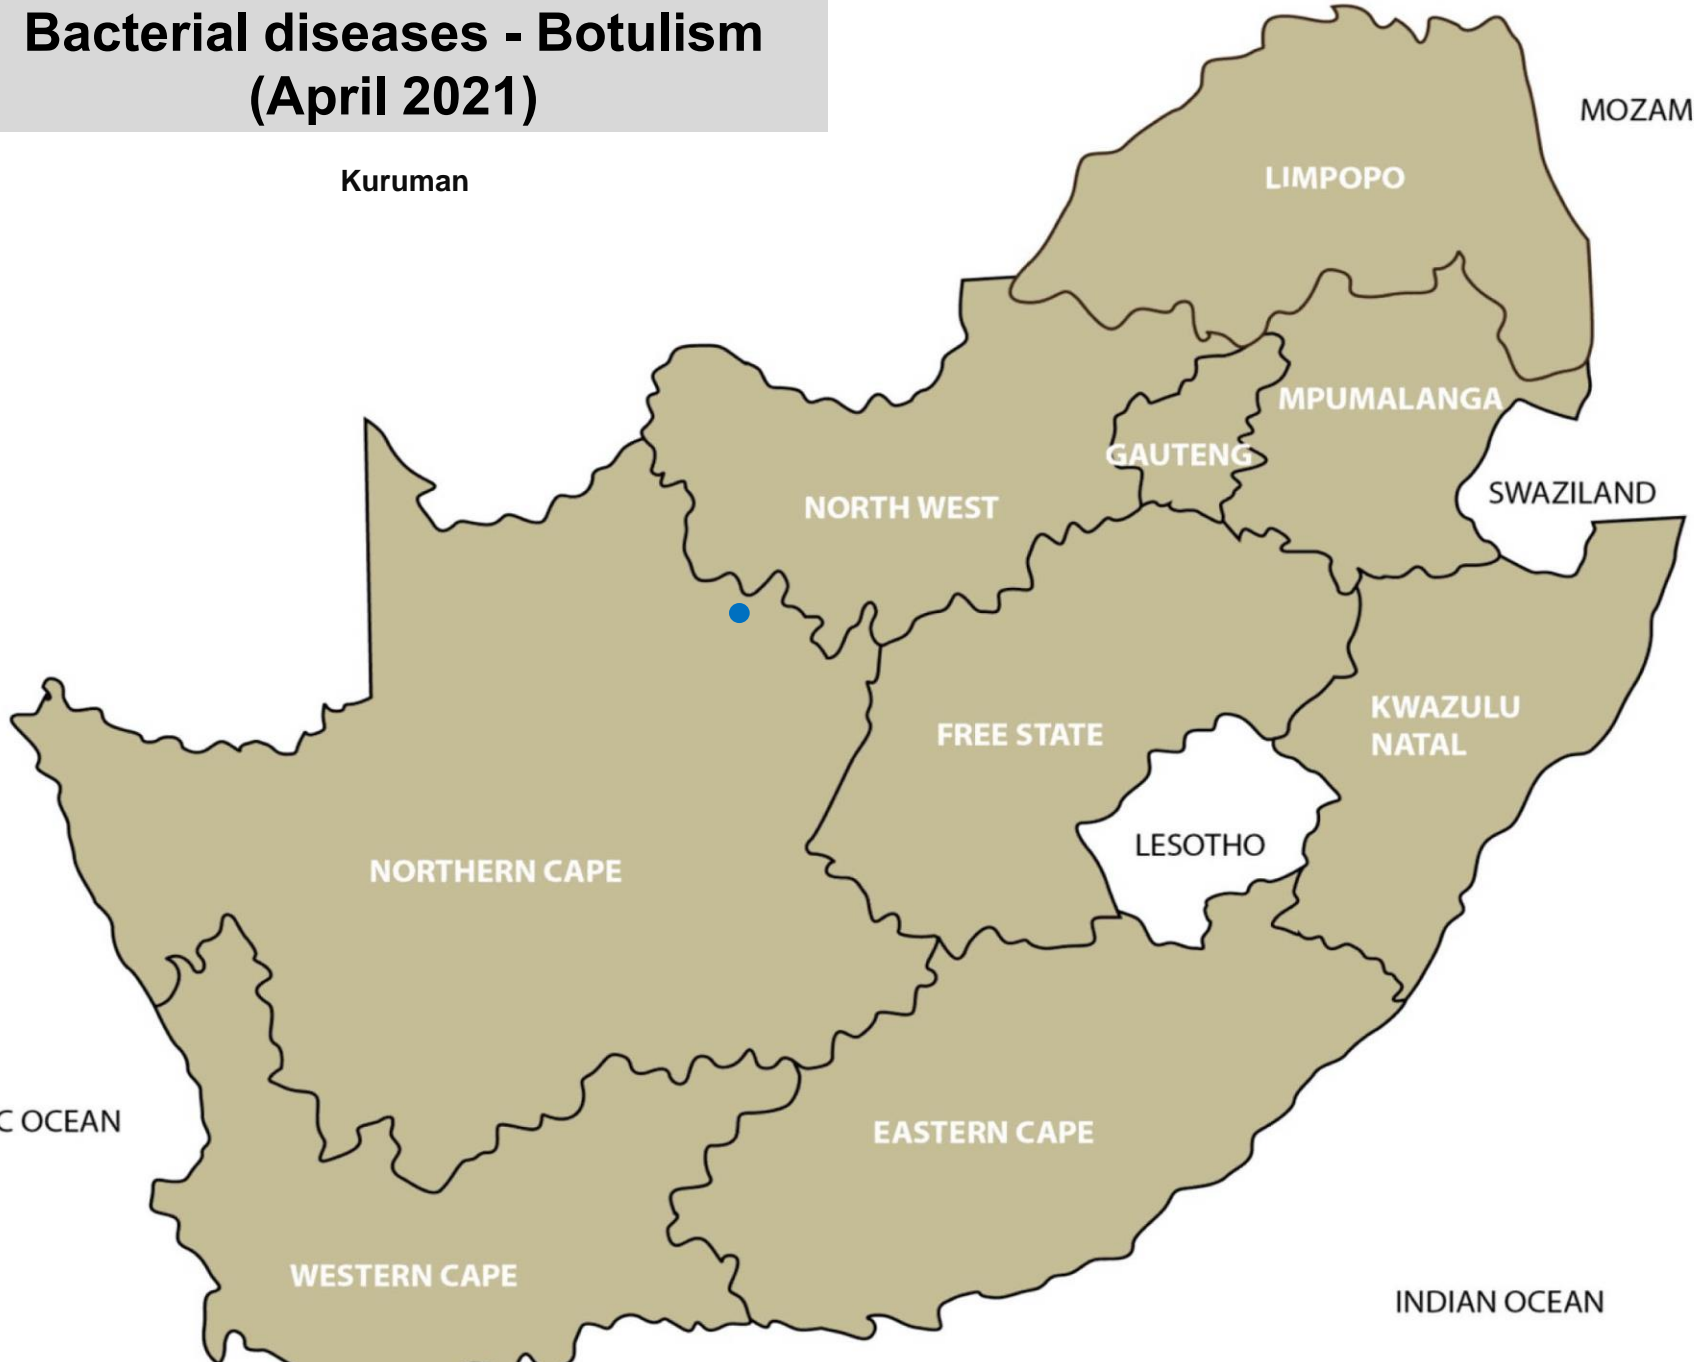 Bacterial diseases - Botulism
(April 2021)
Kuruman
MOZAM
LIMPOPO
MPUMALANGA
GAUTENG
SWAZILAND
NORTH WEST
KWAZULU
NATAL
FREE STATE
LESOTHO
NORTHERN CAPE
C OCEAN
EASTERN CAPE
WESTERN CAPE
INDIAN OCEAN